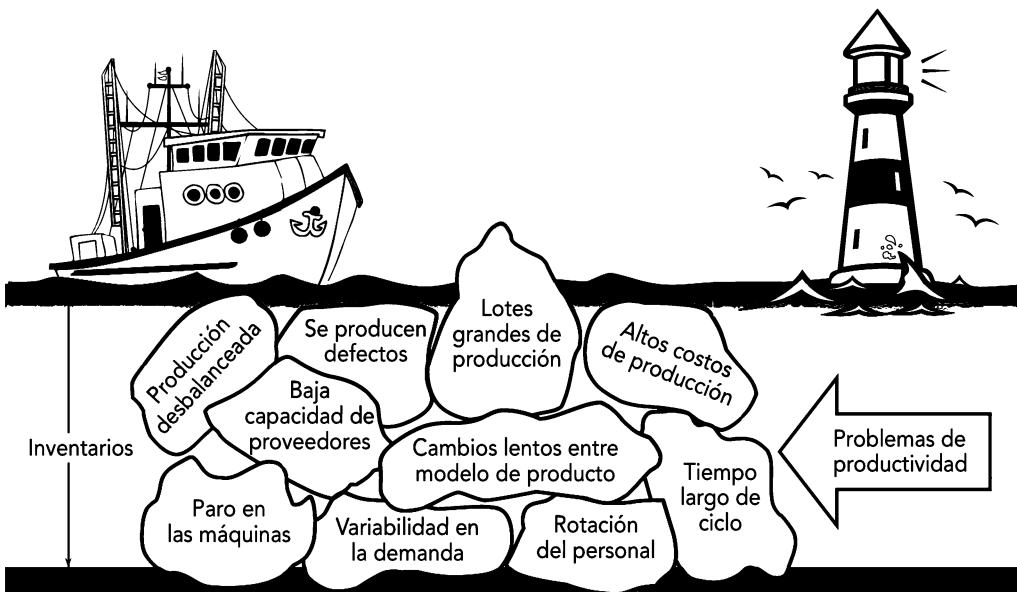 Lotes
grandes de
producción
Producción
desbalanceada
Se producen
defectos
Altos costos
de producción
Baja
capacidad de
proveedores
Inventarios
Cambios lentos entre
modelo de producto
Problemas de
productividad
Tiempo
largo de
ciclo
Paro en
las máquinas
Variabilidad en
la demanda
Rotación
del personal